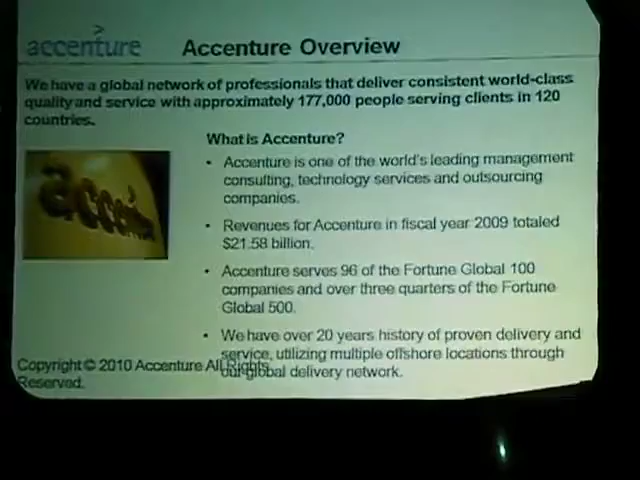 accenture
Accenture Overview
We have a global network of professionals that deliver consistent world-class
quality and service with approximately 177,000 people serving clients in 120
countries.
What is Accenture?
accenture
• Accenture is one of the world's leading management
consulting, technology services and outsourcing
companies.
• Revenues for Accenture in fiscal year 2009 totaled
$21.58 billion.
• Accenture serves 96 of the Fortune Global 100
companies and over three quarters of the Fortune
Global 500.
• We have over 20 years history of proven delivery and
service, utilizing multiple offshore locations through
our global delivery network.
Copyright © 2010 Accenture All Rights
Reserved.